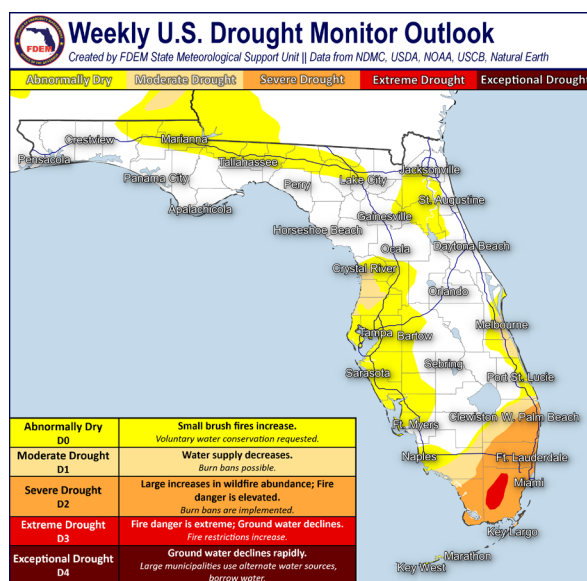 FDEM
Weekly U.S. Drought Monitor Outlook
Created by FDEM State Meteorological Support Unit || Data from NDMC, USDA, NOAA, USCB, Natural Earth
Abnormally Dry
Moderate Drought
Severe Drought
Extreme Drought
Exceptional Drought
Crestview
Marianna
Pensacola
Tallahassee
Jacksonville
Panama City
Perry
Lake City
St. Augustine
Apalachicola
Gainesville
Horseshoe Beach
Ocala
Daytona Beach
Crystal River
Orlando
Tampa
Bartow
Melbourne
Sebring
Sarasota
Port St. Lucie
Clewiston
W. Palm Beach
Ft. Myers
Naples
Ft. Lauderdale
Miami
Key Largo
Marathon
Key West
Abnormally Dry
D0
Small brush fires increase.
Voluntary water conservation requested.
Moderate Drought
D1
Water supply decreases.
Burn bans possible.
Severe Drought
D2
Large increases in wildfire abundance; Fire
danger is elevated.
Burn bans are implemented.
Extreme Drought
D3
Fire danger is extreme; Ground water declines.
Fire restrictions increase.
Exceptional Drought
D4
Ground water declines rapidly.
Large municipalities use alternate water sources,
borrow water.